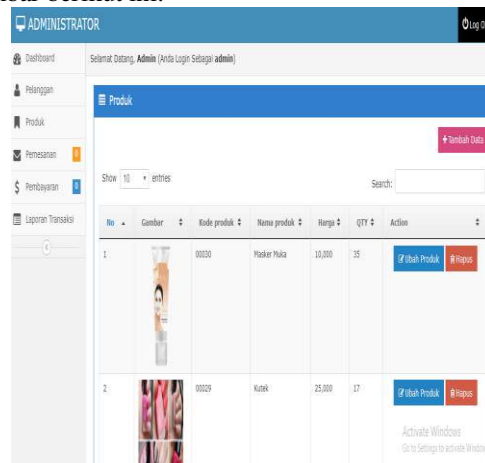 ADMINISTRATOR
Log O
Dashboard
Selamat Datang, Admin (Anda Login Sebagai admin)
Pelanggan
Produk
Produk
Tambah Data
Pemesanan 0
Show 10 entries
Search:
Pembayaran 0
Laporan Transaksi
No Gambar Kode produk Nama produk Harga QTY Action
1 00030 Masker Muka 10,000 35 Ubah Produk Hapus
2 00029 Kutek 25,000 17 Ubah Produk Hapus
Activate Windows
Go to Settings to activate Window